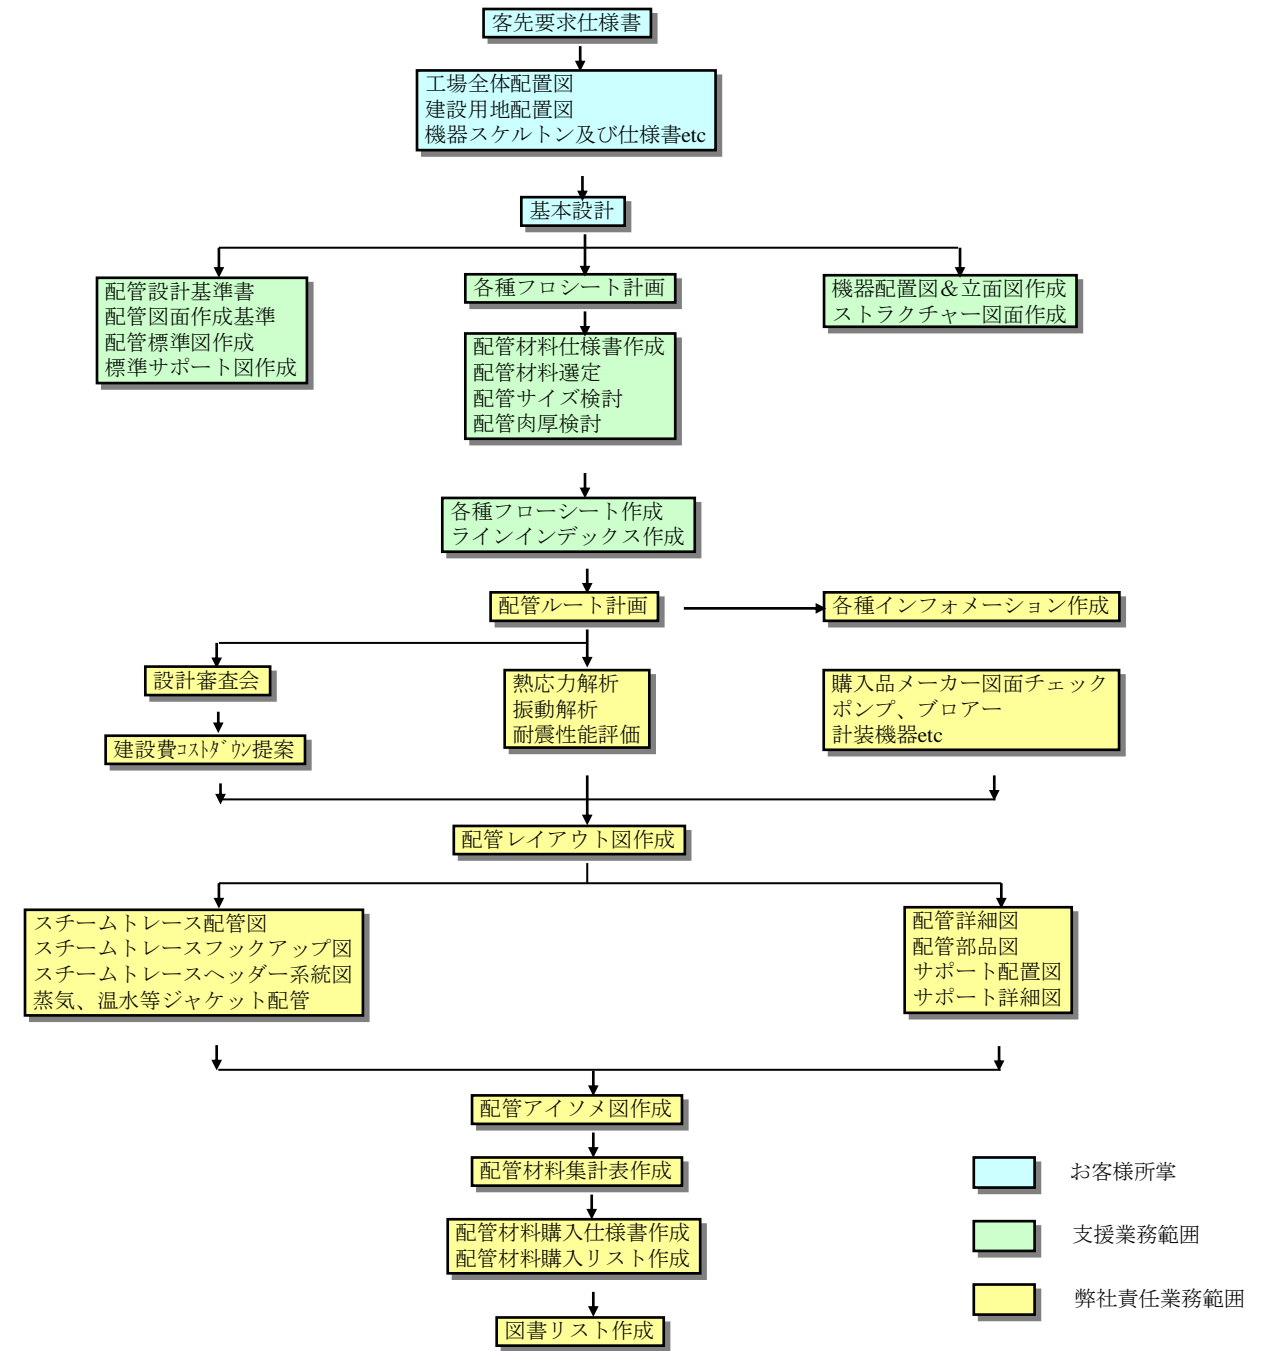 客先要求仕様書
工場全体配置図
建設用地配置図
機器スケルトン及び仕様書etc
基本設計
配管設計基準書
配管図面作成基準
配管標準図作成
標準サポート図作成
各種フロシート計画
機器配置図&立面図作成
ストラクチャー図面作成
配管材料仕様書作成
配管材料選定
配管サイズ検討
配管肉厚検討
各種フローシート作成
ラインインデックス作成
配管ルート計画
各種インフォメーション作成
設計審査会
建設費コストダウン提案
熱応力解析
振動解析
耐震性能評価
購入品メーカー図面チェック
ポンプ、ブロアー
計装機器etc
配管レイアウト図作成
スチームトレース配管図
スチームトレースフックアップ図
スチームトレースヘッダー系統図
蒸気、温水等ジャケット配管
配管詳細図
配管部品図
サポート配置図
サポート詳細図
配管アイソメ図作成
配管材料集計表作成
配管材料購入仕様書作成
配管材料購入リスト作成
図書リスト作成
お客様所掌
支援業務範囲
弊社責任業務範囲